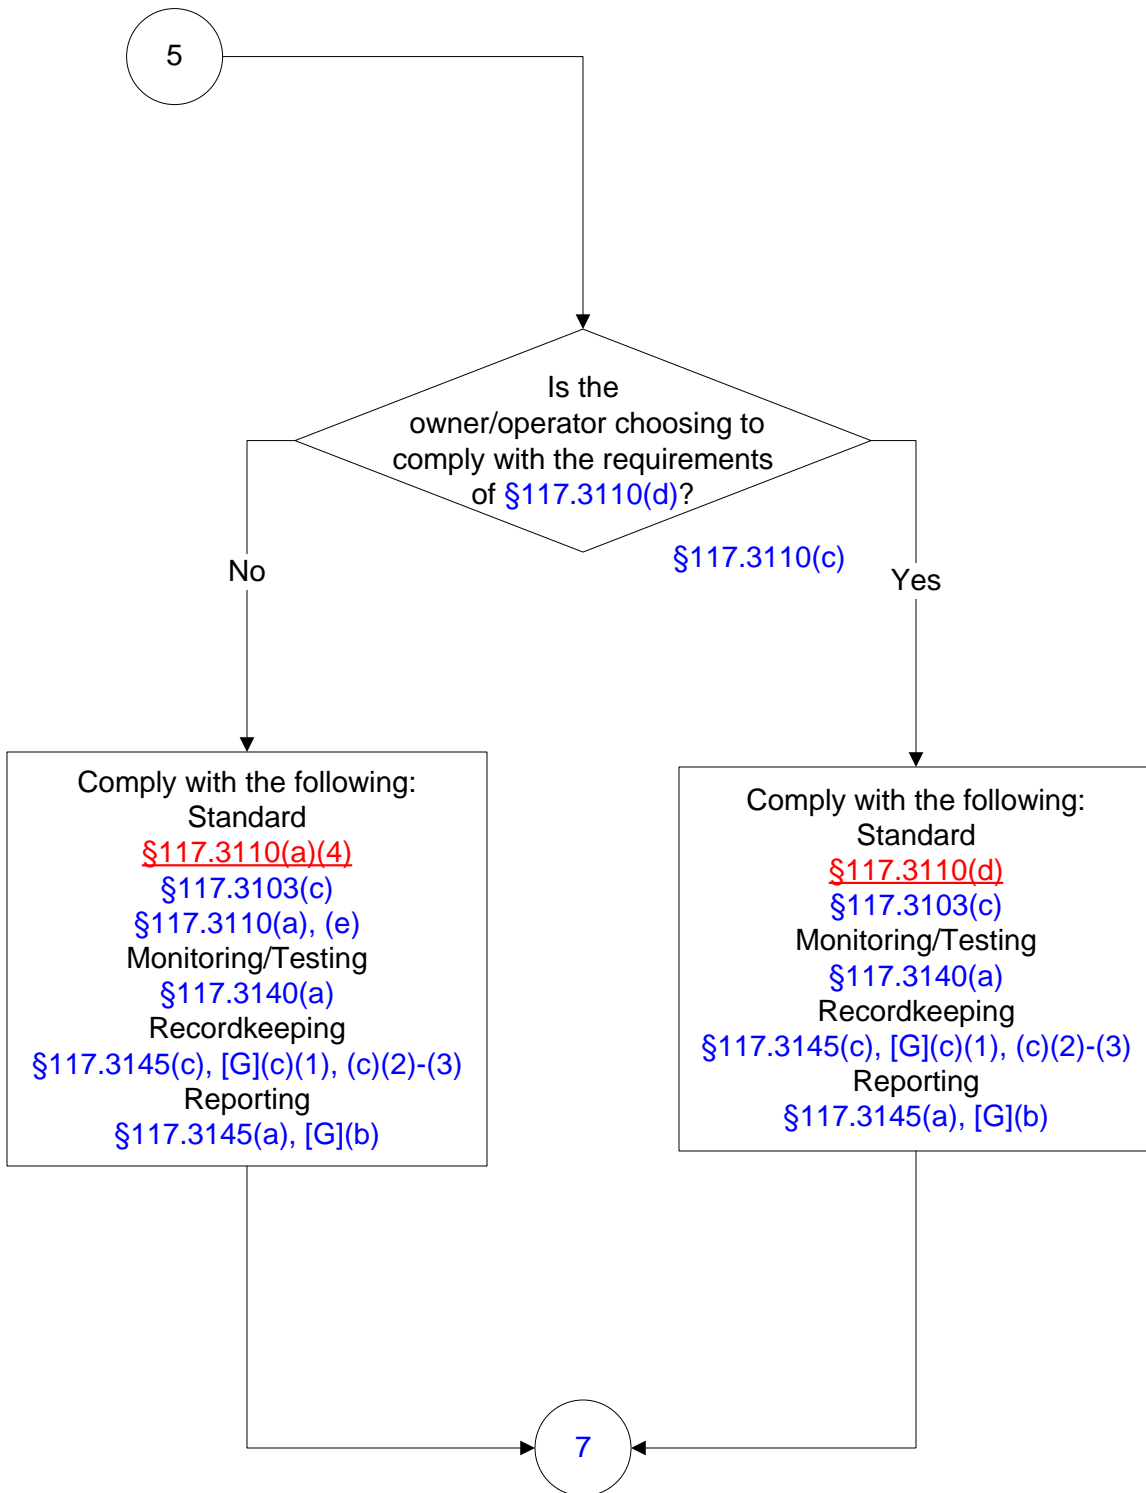 5
Is the
owner/operator choosing to
comply with the requirements
of §117.3110(d)?
§117.3110(c)
No
Yes
Comply with the following:
Standard
§117.3110(a)(4)
§117.3103(c)
§117.3110(a), (e)
Monitoring/Testing
§117.3140(a)
Recordkeeping
§117.3145(c), [G](c)(1), (c)(2)-(3)
Reporting
§117.3145(a), [G](b)
Comply with the following:
Standard
§117.3110(d)
§117.3103(c)
Monitoring/Testing
§117.3140(a)
Recordkeeping
§117.3145(c), [G](c)(1), (c)(2)-(3)
Reporting
§117.3145(a), [G](b)
7